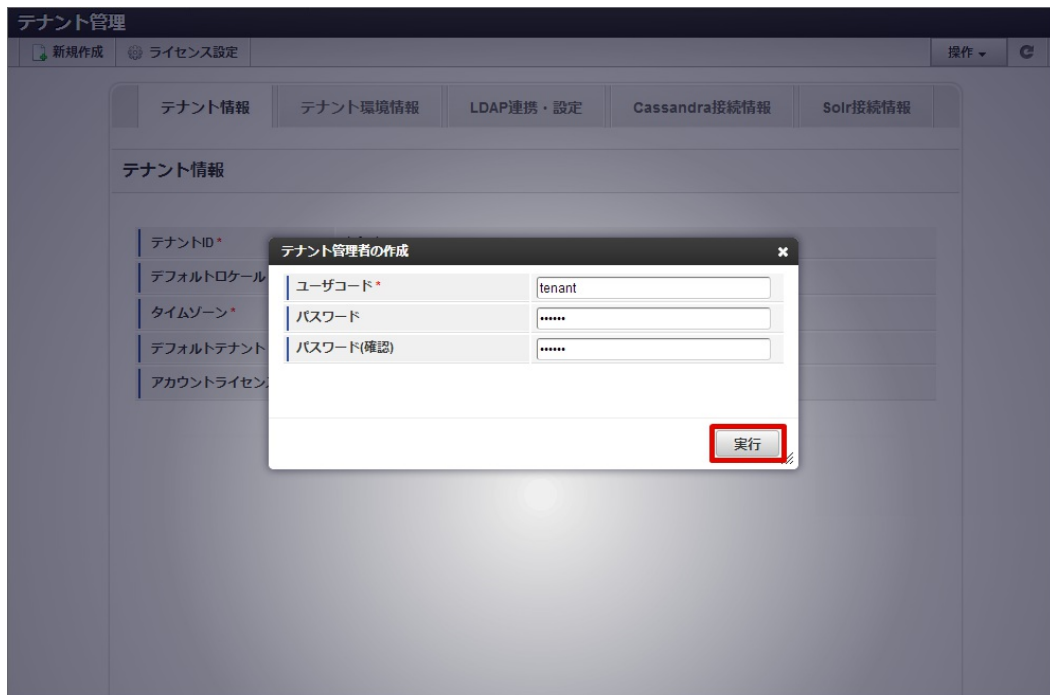 テナント管理
新規作成 ライセンス設定 操作
テナント情報 テナント環境情報 LDAP連携・設定 Cassandra接続情報 Solr接続情報
テナント情報
テナントID *
デフォルトロケール
タイムゾーン *
デフォルトテナント
アカウントライセンス
テナント管理者の作成
ユーザコード * tenant
パスワード ••••••
パスワード(確認) ••••••
実行